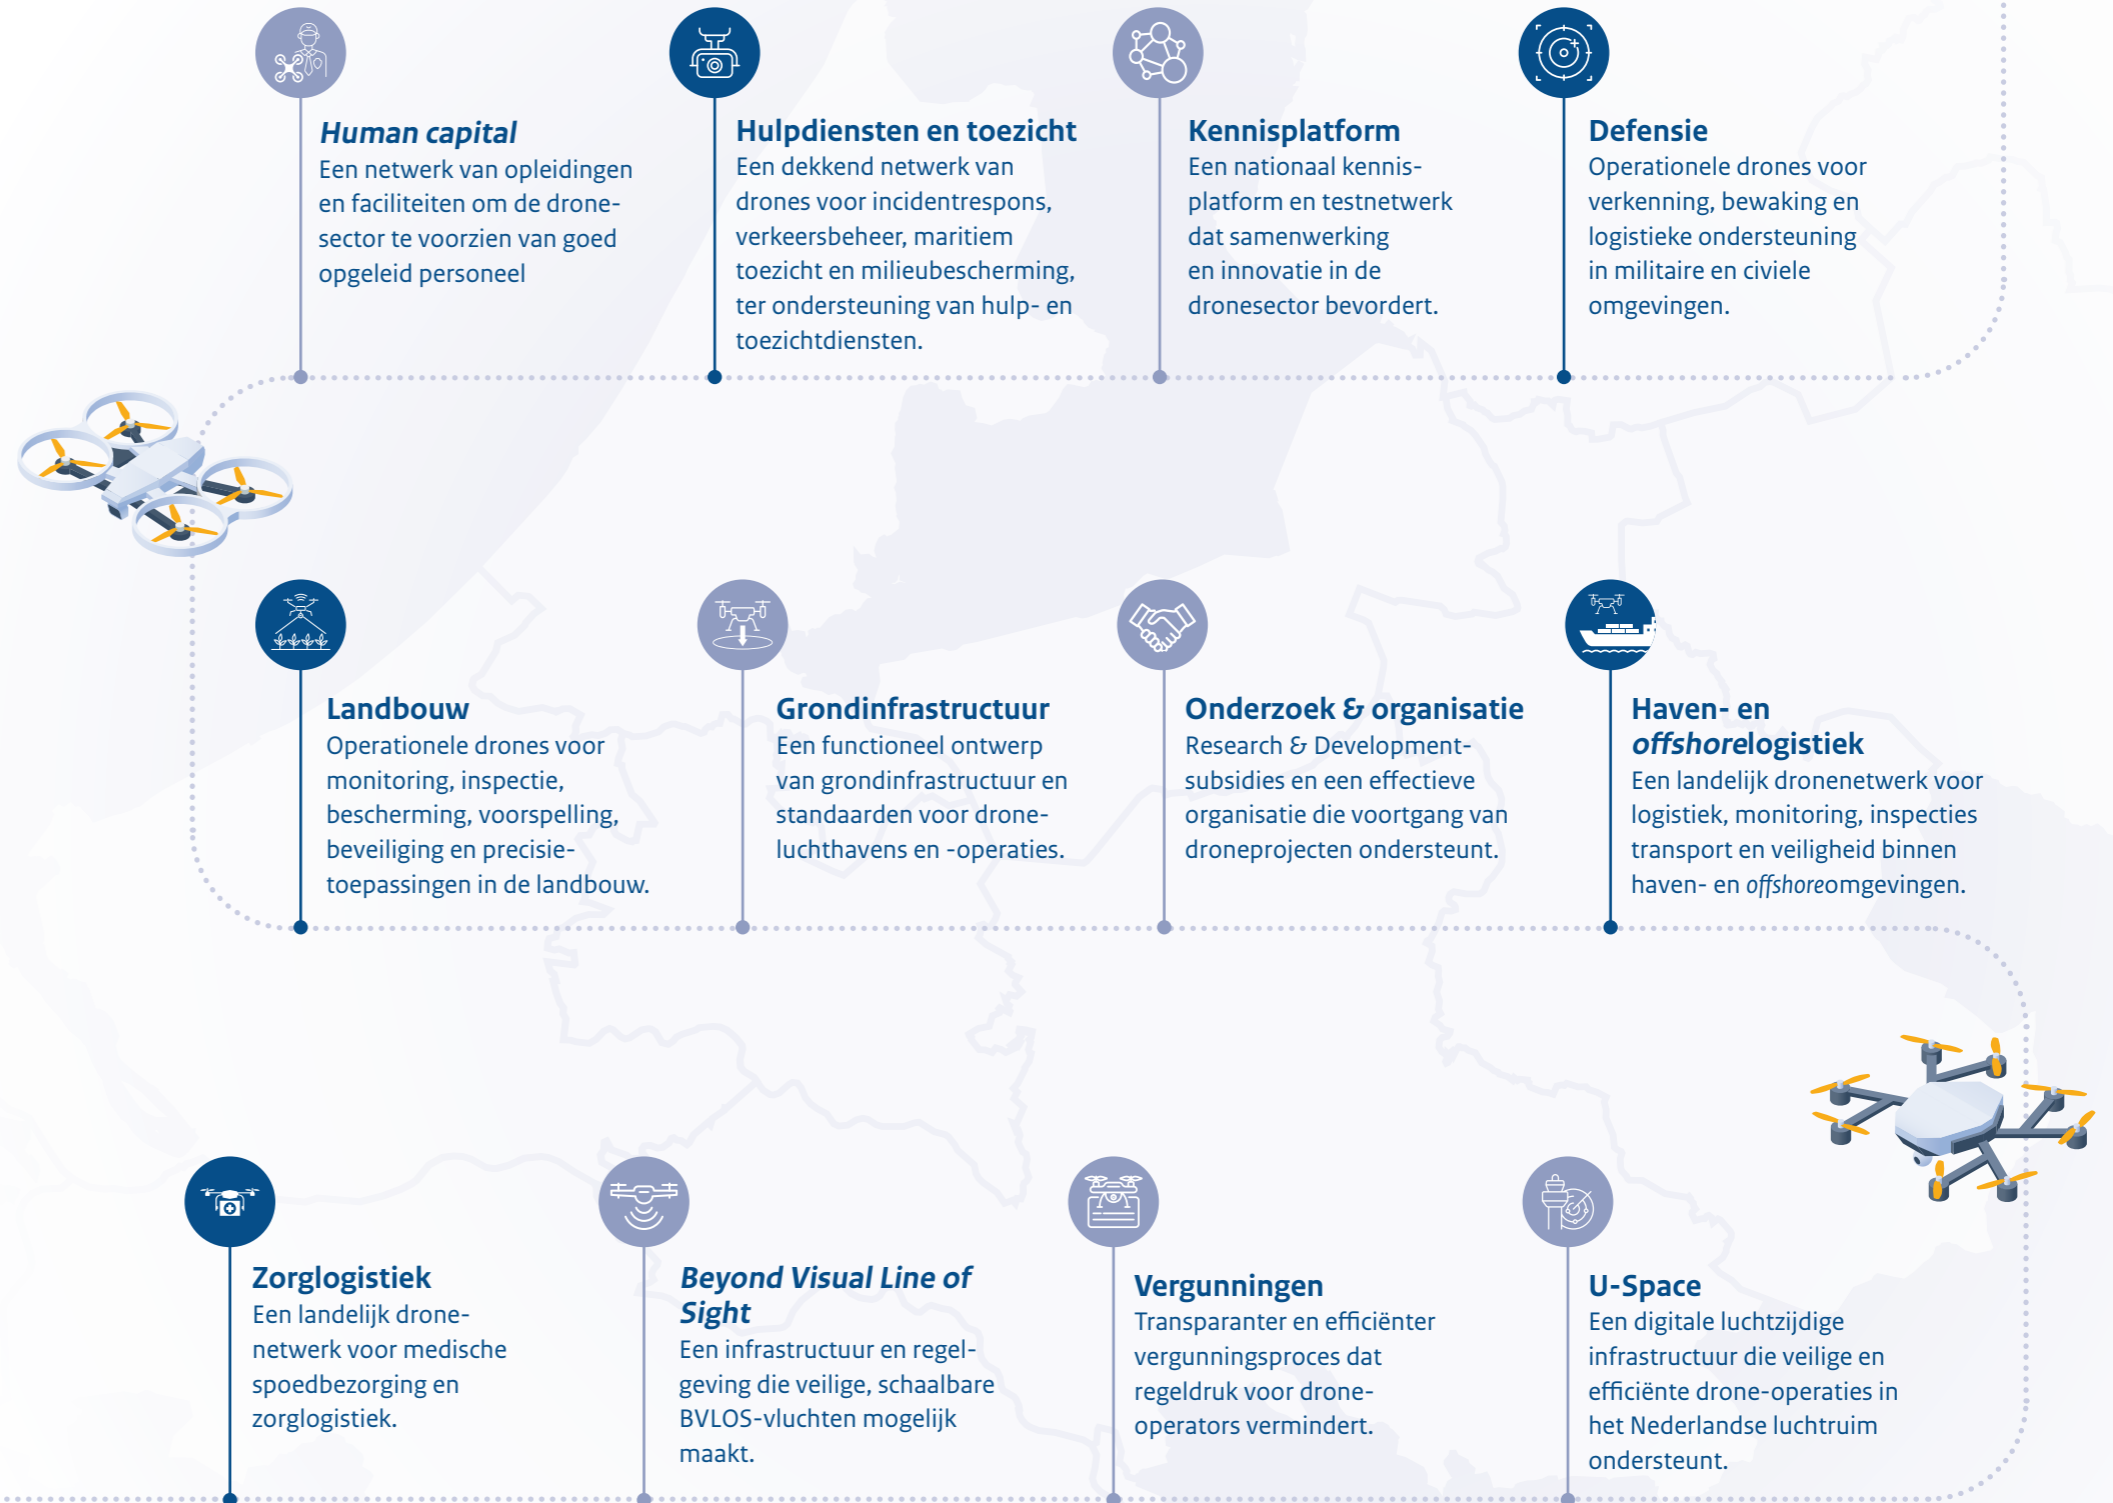 Human capital
Een netwerk van opleidingen
en faciliteiten om de drone-
sector te voorzien van goed
opgeleid personeel
Hulpdiensten en toezicht
Een dekkend netwerk van
drones voor incidentrespons,
verkeersbeheer, maritiem
toezicht en milieubescherming,
ter ondersteuning van hulp- en
toezichtdiensten.
Kennisplatform
Een nationaal kennis-
platform en testnetwerk
dat samenwerking
en innovatie in de
dronesector bevordert.
Defensie
Operationele drones voor
verkenning, bewaking en
logistieke ondersteuning
in militaire en civiele
omgevingen.
Landbouw
Operationele drones voor
monitoring, inspectie,
bescherming, voorspelling,
beveiliging en precisie-
toepassingen in de landbouw.
Grondinfrastructuur
Een functioneel ontwerp
van grondinfrastructuur en
standaarden voor drone-
luchthavens en -operaties.
Onderzoek & organisatie
Research & Development-
subsidies en een effectieve
organisatie die voortgang van
droneprojecten ondersteunt.
Haven- en
offshorelogistiek
Een landelijk dronenetwerk voor
logistiek, monitoring, inspecties
transport en veiligheid binnen
haven- en offshoreomgevingen.
Zorglogistiek
Een landelijk drone-
netwerk voor medische
spoedbezorging en
zorglogistiek.
Beyond Visual Line of
Sight
Een infrastructuur en regel-
geving die veilige, schaalbare
BVLOS-vluchten mogelijk
maakt.
Vergunningen
Transparanter en efficiënter
vergunningsproces dat
regeldruk voor drone-
operators vermindert.
U-Space
Een digitale luchtzijdige
infrastructuur die veilige en
efficiënte drone-operaties in
het Nederlandse luchtruim
ondersteunt.